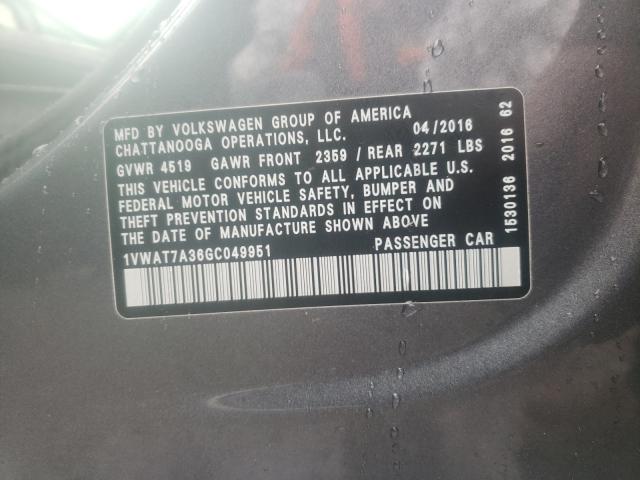 MFD BY VOLKSWAGEN GROUP OF AMERICA
CHATTANOOGA OPERATIONS, LLC. 04/2016
GVWR 4519 GAWR FRONT 2359 / REAR 2271 LBS
THIS VEHICLE CONFORMS TO ALL APPLICABLE U.S.
FEDERAL MOTOR VEHICLE SAFETY, BUMPER AND
THEFT PREVENTION STANDARDS IN EFFECT ON
THE DATE OF MANUFACTURE SHOWN ABOVE
1VWAT7A36GC049951 PASSENGER CAR
1530136 2016 62